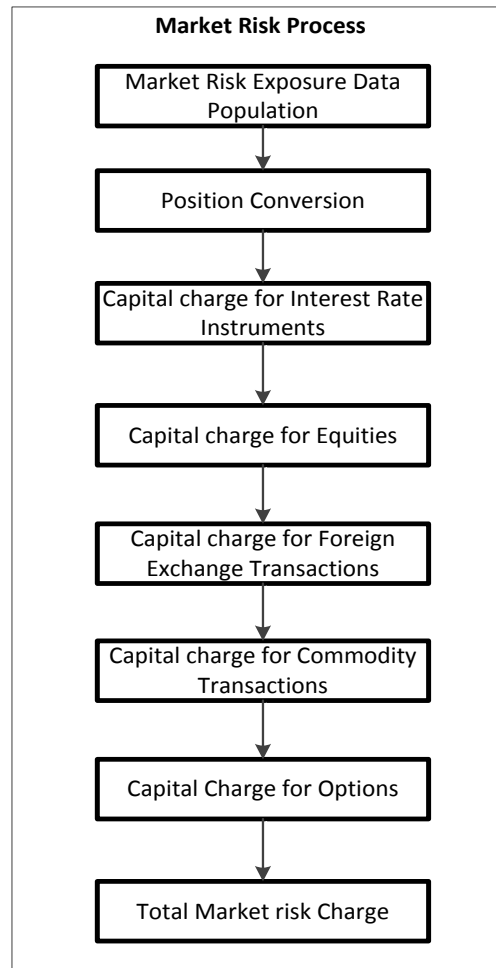 Market Risk Process
Market Risk Exposure Data
Population
Position Conversion
Capital charge for Interest Rate
Instruments
Capital charge for Equities
Capital charge for Foreign
Exchange Transactions
Capital charge for Commodity
Transactions
Capital Charge for Options
Total Market risk Charge